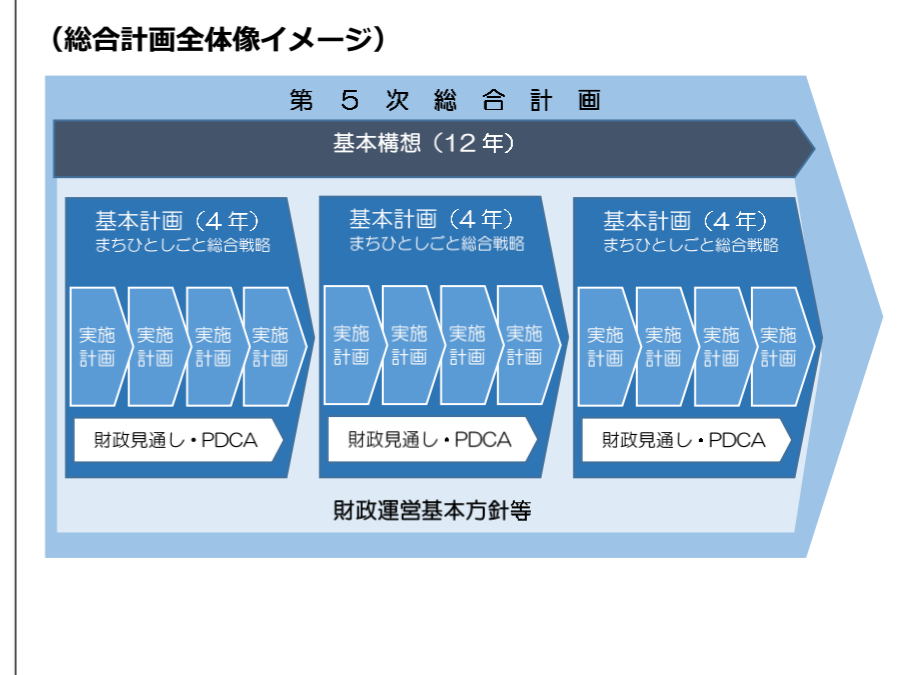 （総合計画全体像イメージ）
第５次総合計画
基本構想（12 年）
基本計画（4 年）
まちひとしごと総合戦略
実施
計画
実施
計画
実施
計画
実施
計画
財政見通し・PDCA
基本計画（4 年）
まちひとしごと総合戦略
実施
計画
実施
計画
実施
計画
実施
計画
財政見通し・PDCA
基本計画（4 年）
まちひとしごと総合戦略
実施
計画
実施
計画
実施
計画
実施
計画
財政見通し・PDCA
財政運営基本方針等